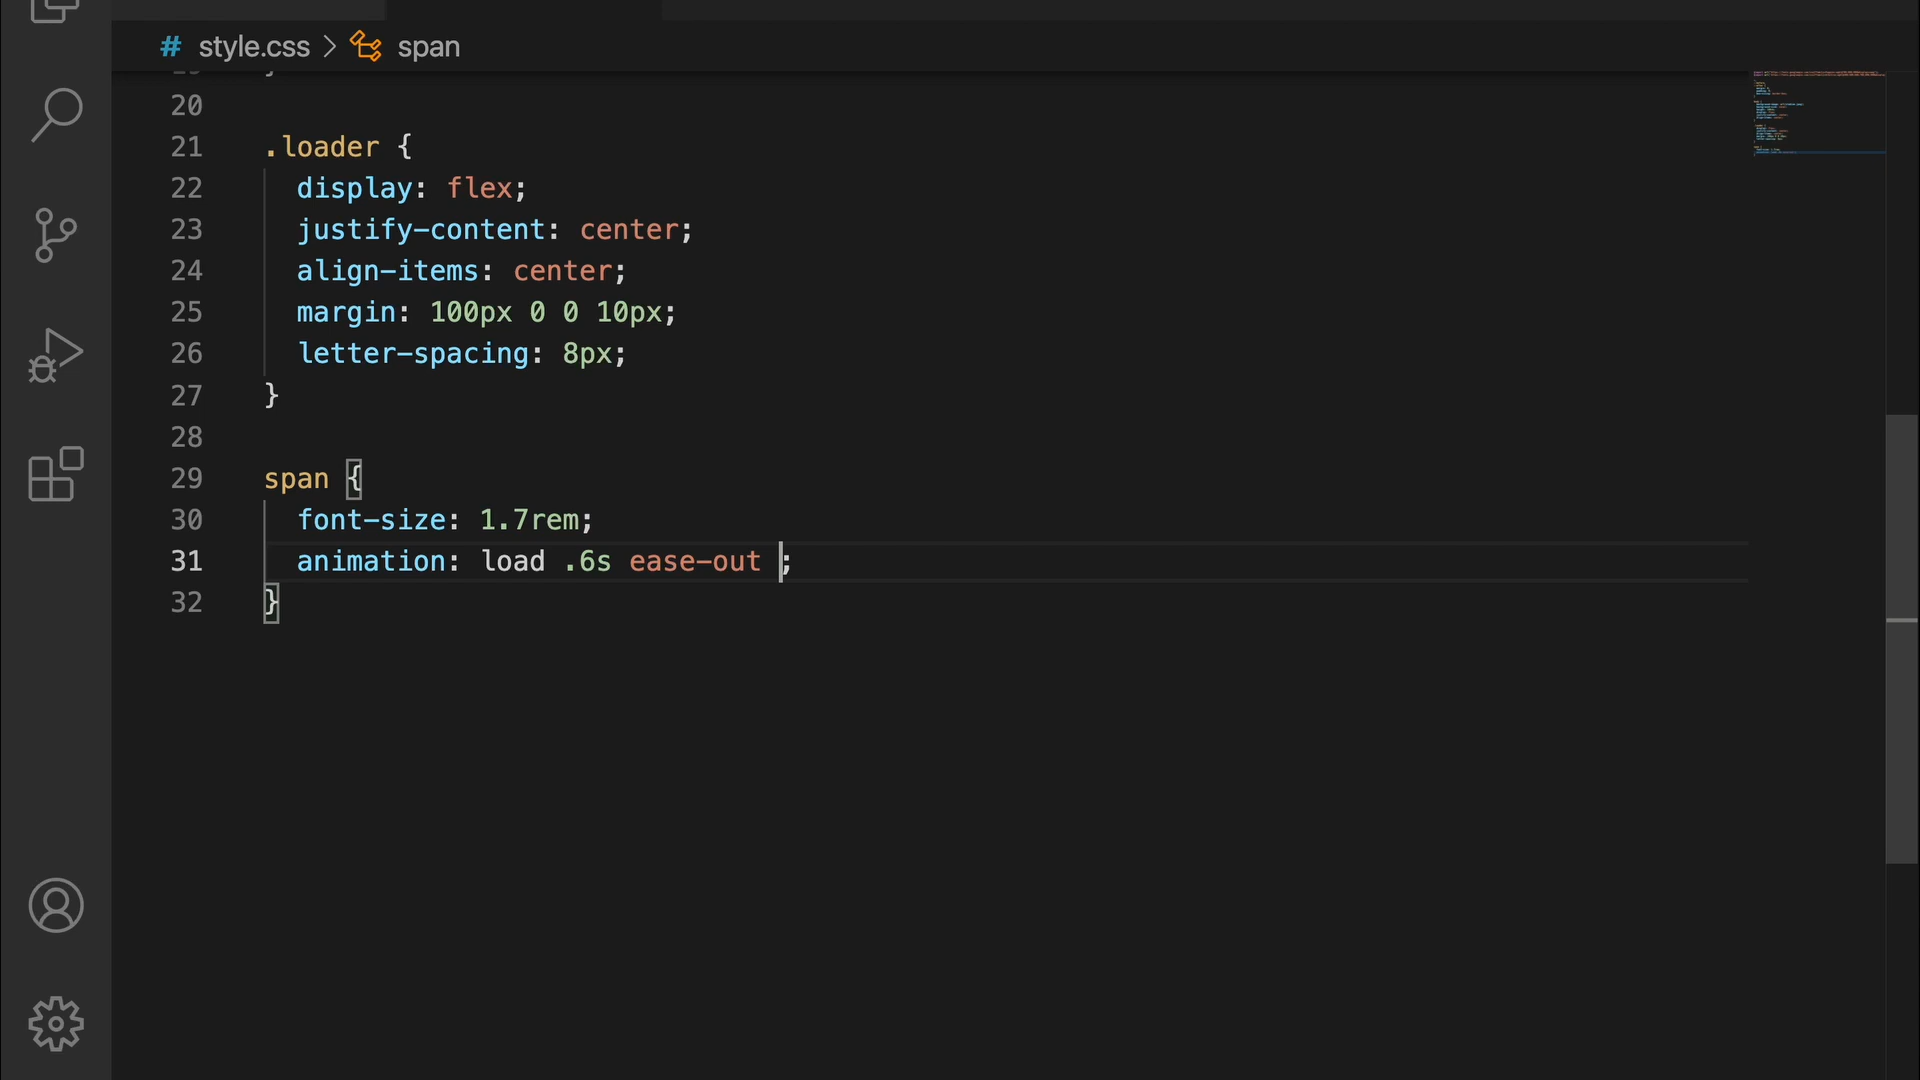 # style.css > span
20
21 .loader {
22 display: flex;
23 justify-content: center;
24 align-items: center;
25 margin: 100px 0 0 10px;
26 letter-spacing: 8px;
27 }
28
29 span {
30 font-size: 1.7rem;
31 animation: load .6s ease-out ;
32 }